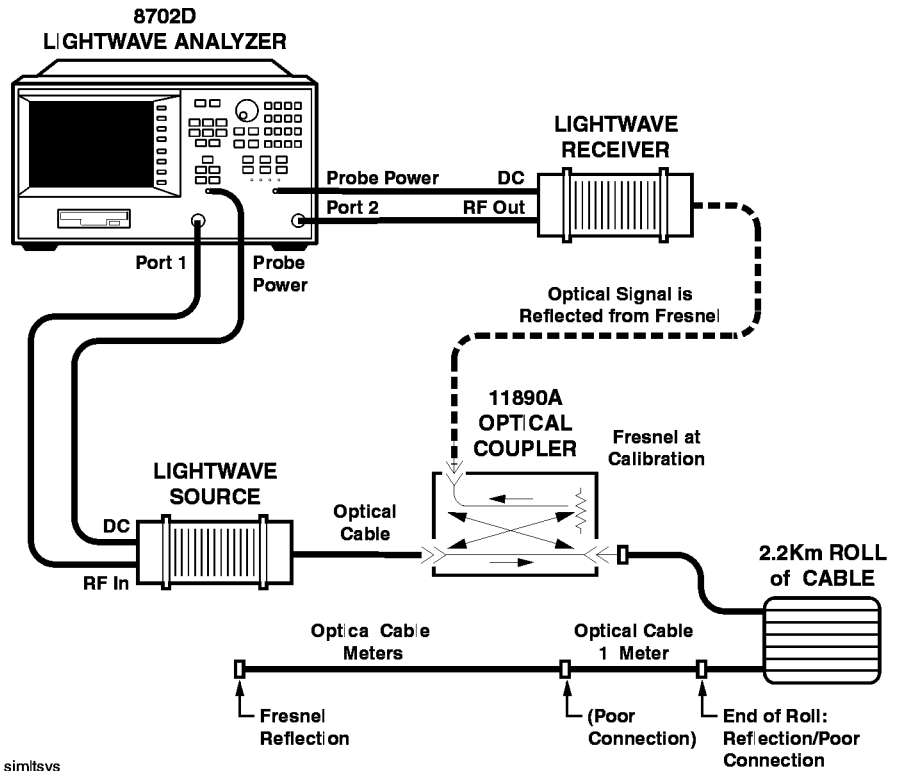 8702D
LIGHTWAVE ANALYZER
LIGHTWAVE
RECEIVER
Probe Power
DC
Port 2
RF Out
Port 1
Probe
Power
Optical Signal is
Reflected from Fresnel
11890A
OPTICAL
COUPLER
Fresnel at
Calibration
LIGHTWAVE
SOURCE
Optical
Cable
DC
RF In
2.2Km ROLL
of CABLE
Optical Cable
Meters
Optical Cable
1 Meter
Fresnel
Reflection
(Poor
Connection)
End of Roll:
Reflection/Poor
Connection
simltsys